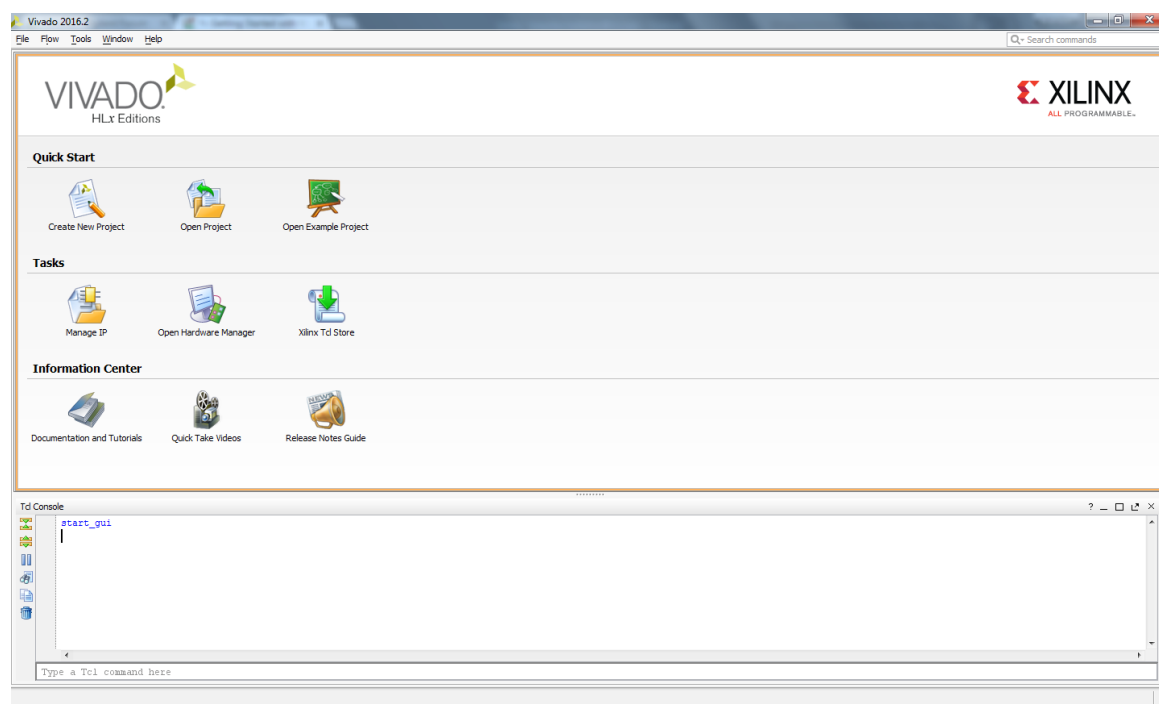 Vivado 2016.2
File Flow Tools Window Help
Search commands
VIVADO.
HLx Editions
XILINX
ALL PROGRAMMABLE.
Quick Start
Create New Project Open Project Open Example Project
Tasks
Manage IP Open Hardware Manager Xilinx Tcl Store
Information Center
Documentation and Tutorials Quick Take Videos Release Notes Guide
Tcl Console
start_gui
Type a Tcl command here